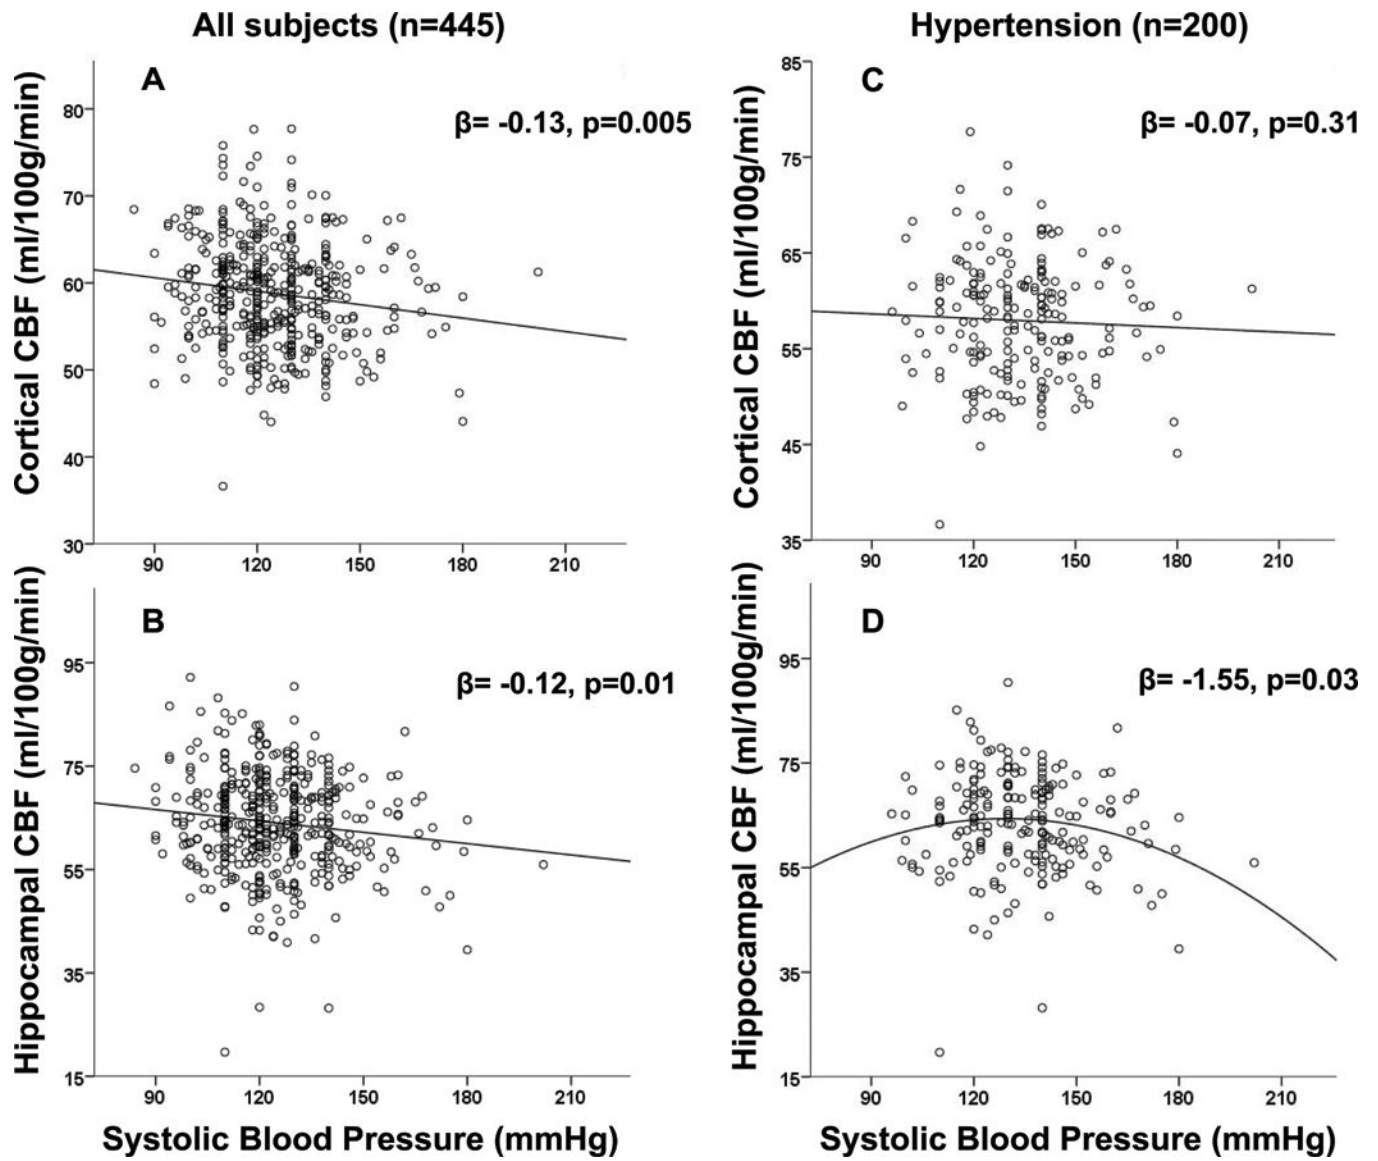 All subjects (n=445)
Hypertension (n=200)
A
β= -0.13, p=0.005
Cortical CBF (ml/100g/min)
80
70
60
50
40
30
90 120 150 180 210
C
β= -0.07, p=0.31
Cortical CBF (ml/100g/min)
85
75
65
55
45
35
90 120 150 180 210
B
β= -0.12, p=0.01
Hippocampal CBF (ml/100g/min)
95
75
55
35
15
90 120 150 180 210
Systolic Blood Pressure (mmHg)
D
β= -1.55, p=0.03
Hippocampal CBF (ml/100g/min)
95
75
55
35
15
90 120 150 180 210
Systolic Blood Pressure (mmHg)